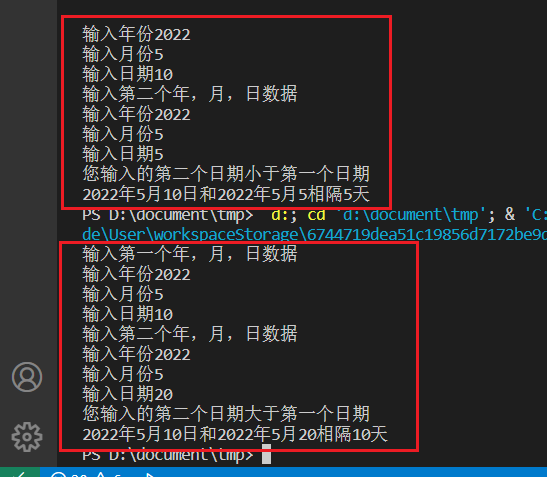 输入年份2022
输入月份5
输入日期10
输入第二个年，月，日数据
输入年份2022
输入月份5
输入日期5
您输入的第二个日期小于第一个日期
2022年5月10日和2022年5月5相隔5天
PS D:\document\tmp>  d:; cd 'd:\document\tmp'; & 'C:
de\User\workspaceStorage\6744719dea51c19856d7172be9d
输入第一个年，月，日数据
输入年份2022
输入月份5
输入日期10
输入第二个年，月，日数据
输入年份2022
输入月份5
输入日期20
您输入的第二个日期大于第一个日期
2022年5月10日和2022年5月20相隔10天
PS D:\document\tmp>